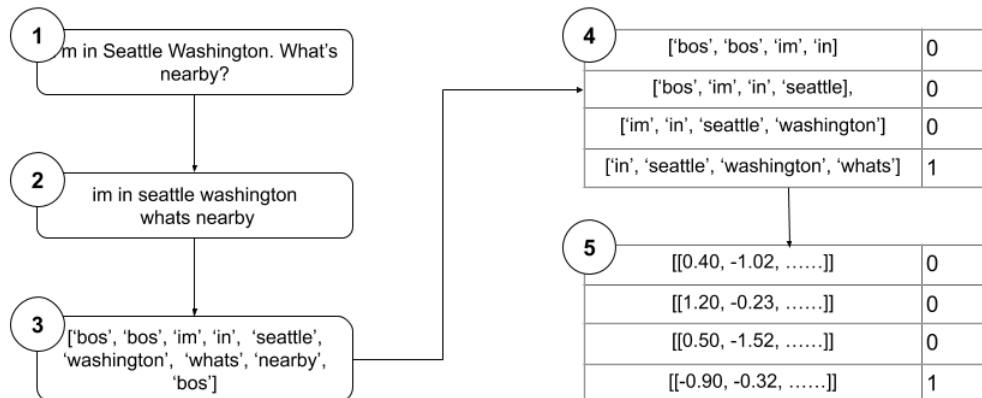 1
m in Seattle Washington. What's
nearby?
2
im in seattle washington
whats nearby
3
['bos', 'bos', 'im', 'in', 'seattle',
'washington', 'whats', 'nearby',
'bos']
4
['bos', 'bos', 'im', 'in'] 0
['bos', 'im', 'in', 'seattle], 0
['im', 'in', 'seattle', 'washington'] 0
['in', 'seattle', 'washington', 'whats'] 1
5
[[0.40, -1.02, ......]] 0
[[1.20, -0.23, ......]] 0
[[0.50, -1.52, ......]] 0
[[-0.90, -0.32, ......]] 1